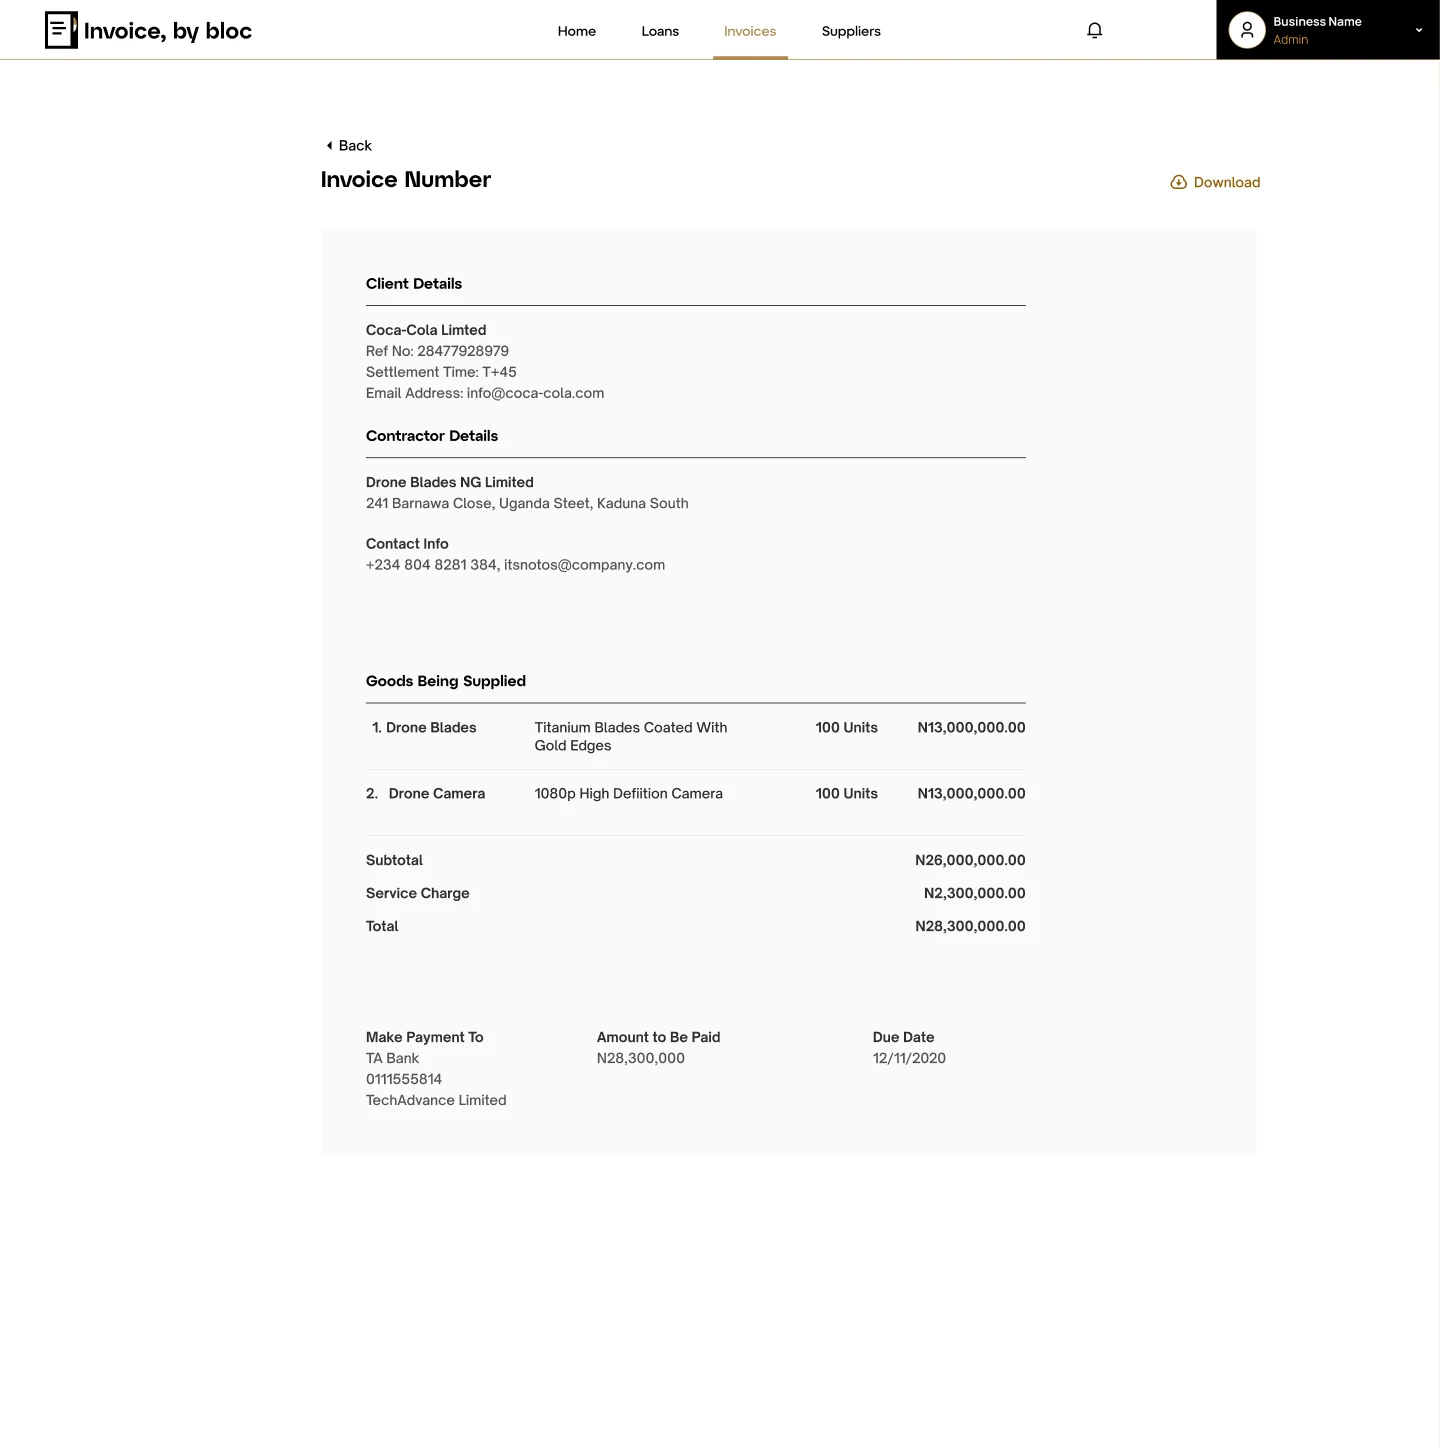 Invoice, by bloc
Home
Loans
Invoices
Suppliers
Business Name
Admin
Back
Invoice Number
Download
Client Details
Coca-Cola Limted
Ref No: 28477928979
Settlement Time: T+45
Email Address: info@coca-cola.com
Contractor Details
Drone Blades NG Limited
241 Barnawa Close, Uganda Steet, Kaduna South
Contact Info
+234 804 8281 384, itsnotos@company.com
Goods Being Supplied
1. Drone Blades Titanium Blades Coated With 100 Units N13,000,000.00
Gold Edges
2. Drone Camera 1080p High Defiition Camera 100 Units N13,000,000.00
Subtotal N26,000,000.00
Service Charge N2,300,000.00
Total N28,300,000.00
Make Payment To
TA Bank
0111555814
TechAdvance Limited
Amount to Be Paid
N28,300,000
Due Date
12/11/2020